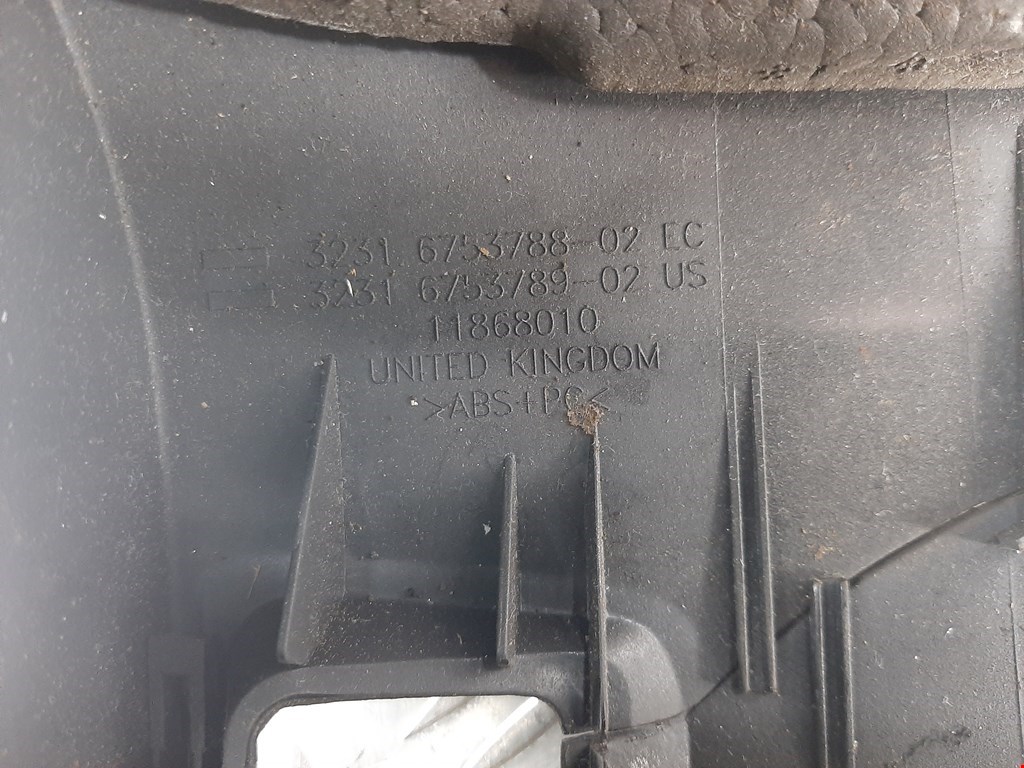 3231 6753788-02 EC
3231 6753789-02 US
11868010
UNITED KINGDOM
>ABS+PC<